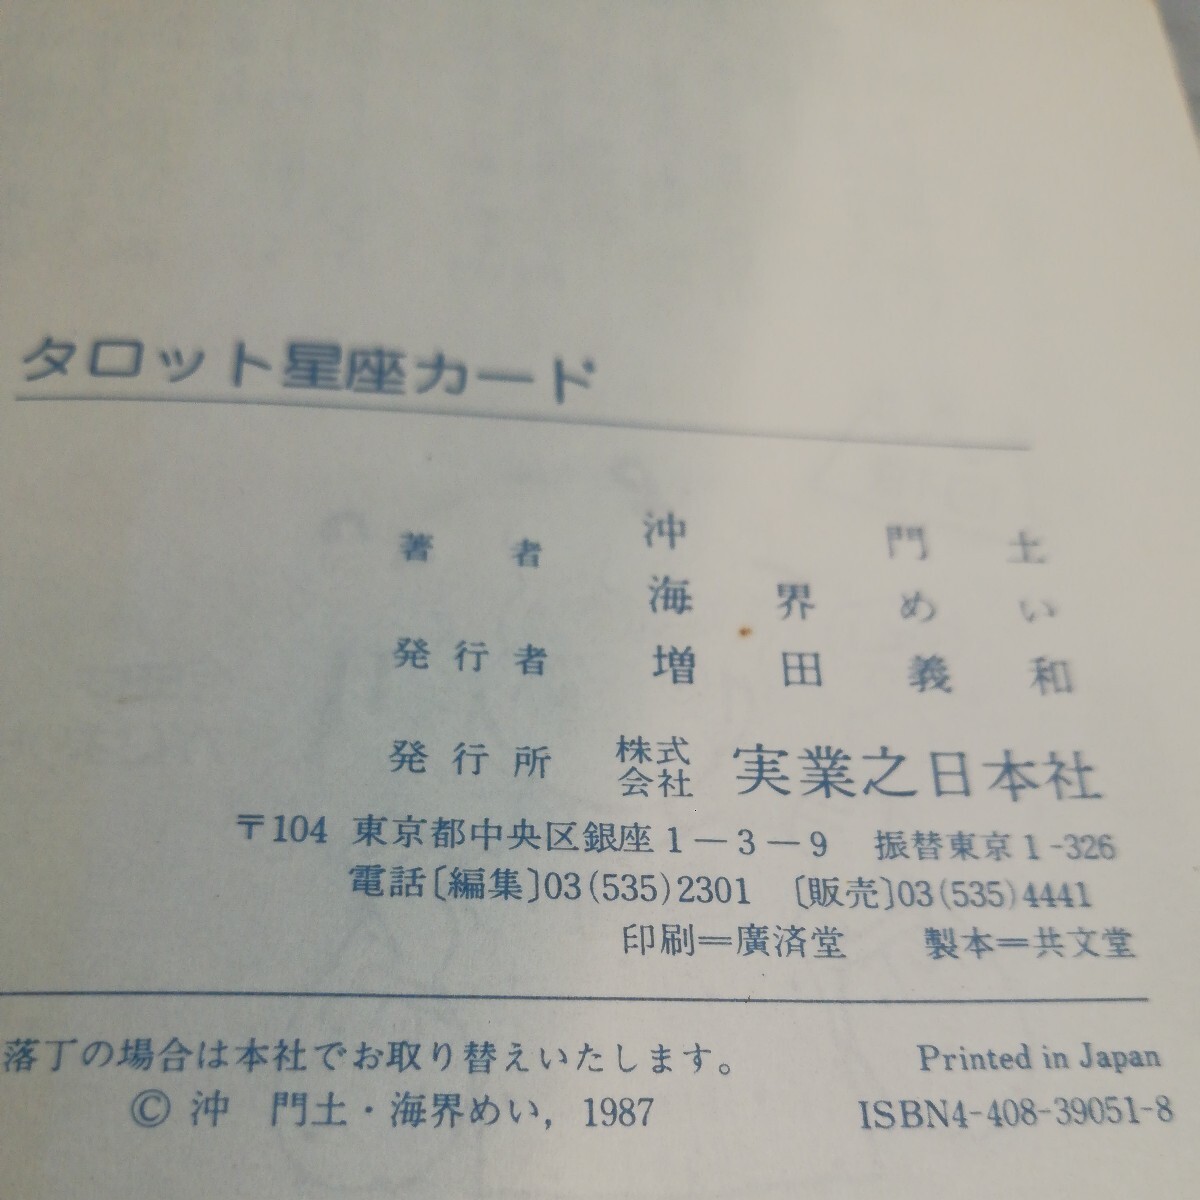 タロット星座カード
著者 沖 門土
海界めい
発行者 増田義和
発行所 株式会社 実業之日本社
〒104 東京都中央区銀座1-3-9 振替東京1-326
電話〔編集〕03(535)2301 〔販売〕03(535)4441
印刷=廣済堂 製本=共文堂
落丁の場合は本社でお取り替えいたします。 Printed in Japan
© 沖 門土・海界めい, 1987 ISBN4-408-39051-8